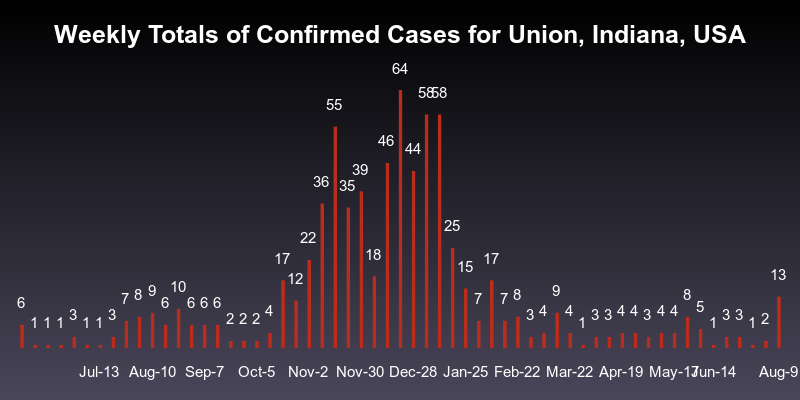 Weekly Totals of Confirmed Cases for Union, Indiana, USA
6 1 1 1 3 1 1 3 7 8 9 6 10 6 6 6 2 2 2 4 17 12 22 36 55 35 39 18 46 64 44 58 58 25 15 7 17 7 8 3 4 9 4 1 3 3 4 4 3 4 4 8 5 1 3 3 1 2 13
Jul-13 Aug-10 Sep-7 Oct-5 Nov-2 Nov-30 Dec-28 Jan-25 Feb-22 Mar-22 Apr-19 May-17 Jun-14 Aug-9